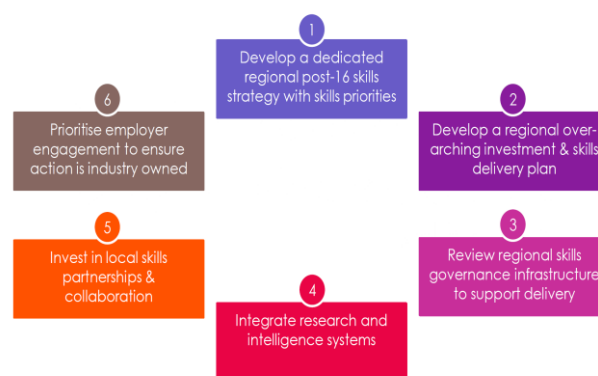 1
Develop a dedicated
regional post-16 skills
strategy with skills priorities
2
Develop a regional over-
arching investment & skills
delivery plan
3
Review regional skills
governance infrastructure
to support delivery
4
Integrate research and
intelligence systems
5
Invest in local skills
partnerships &
collaboration
6
Prioritise employer
engagement to ensure
action is industry owned